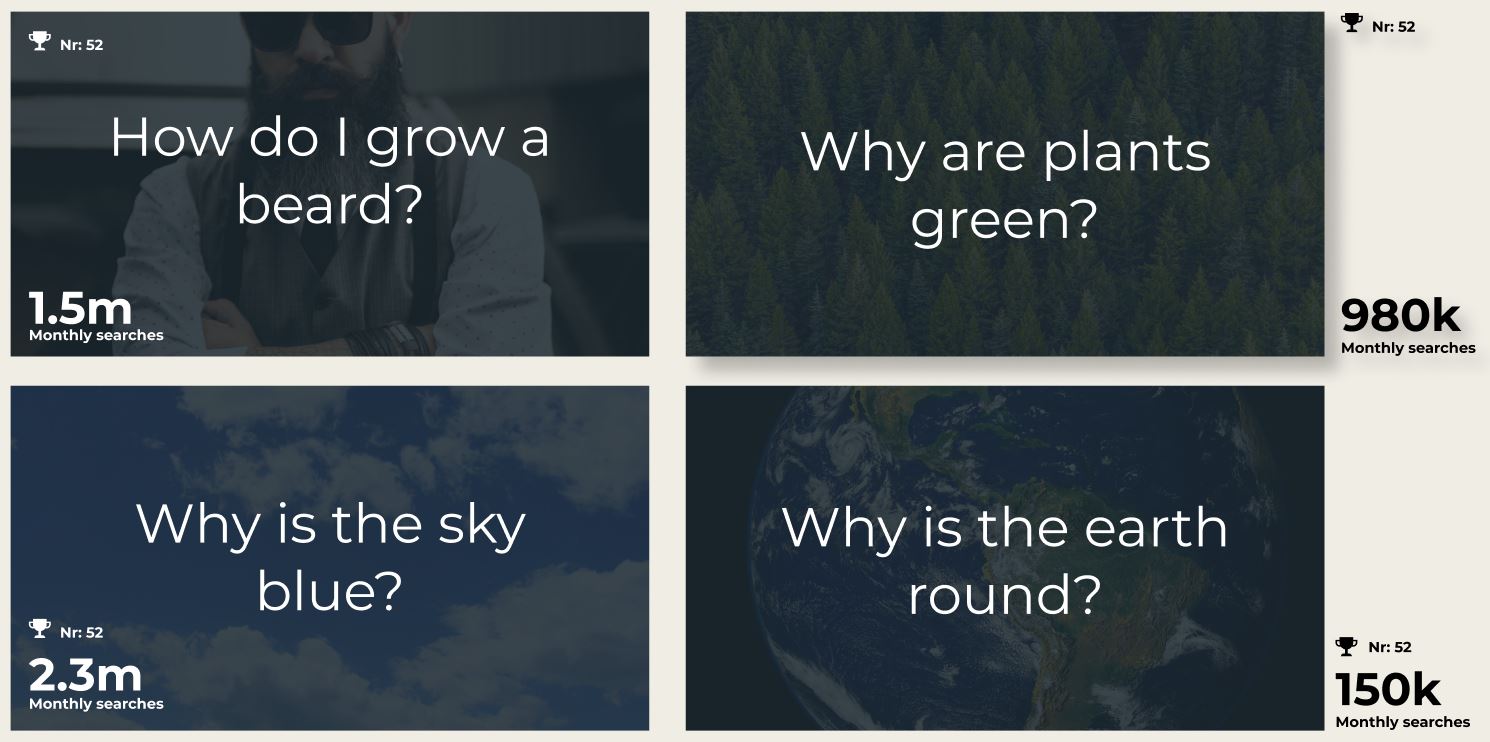 Nr: 52
How do I grow a
beard?
1.5m
Monthly searches
Nr: 52
Why are plants
green?
980k
Monthly searches
Why is the sky
blue?
Nr: 52
2.3m
Monthly searches
Why is the earth
round?
Nr: 52
150k
Monthly searches